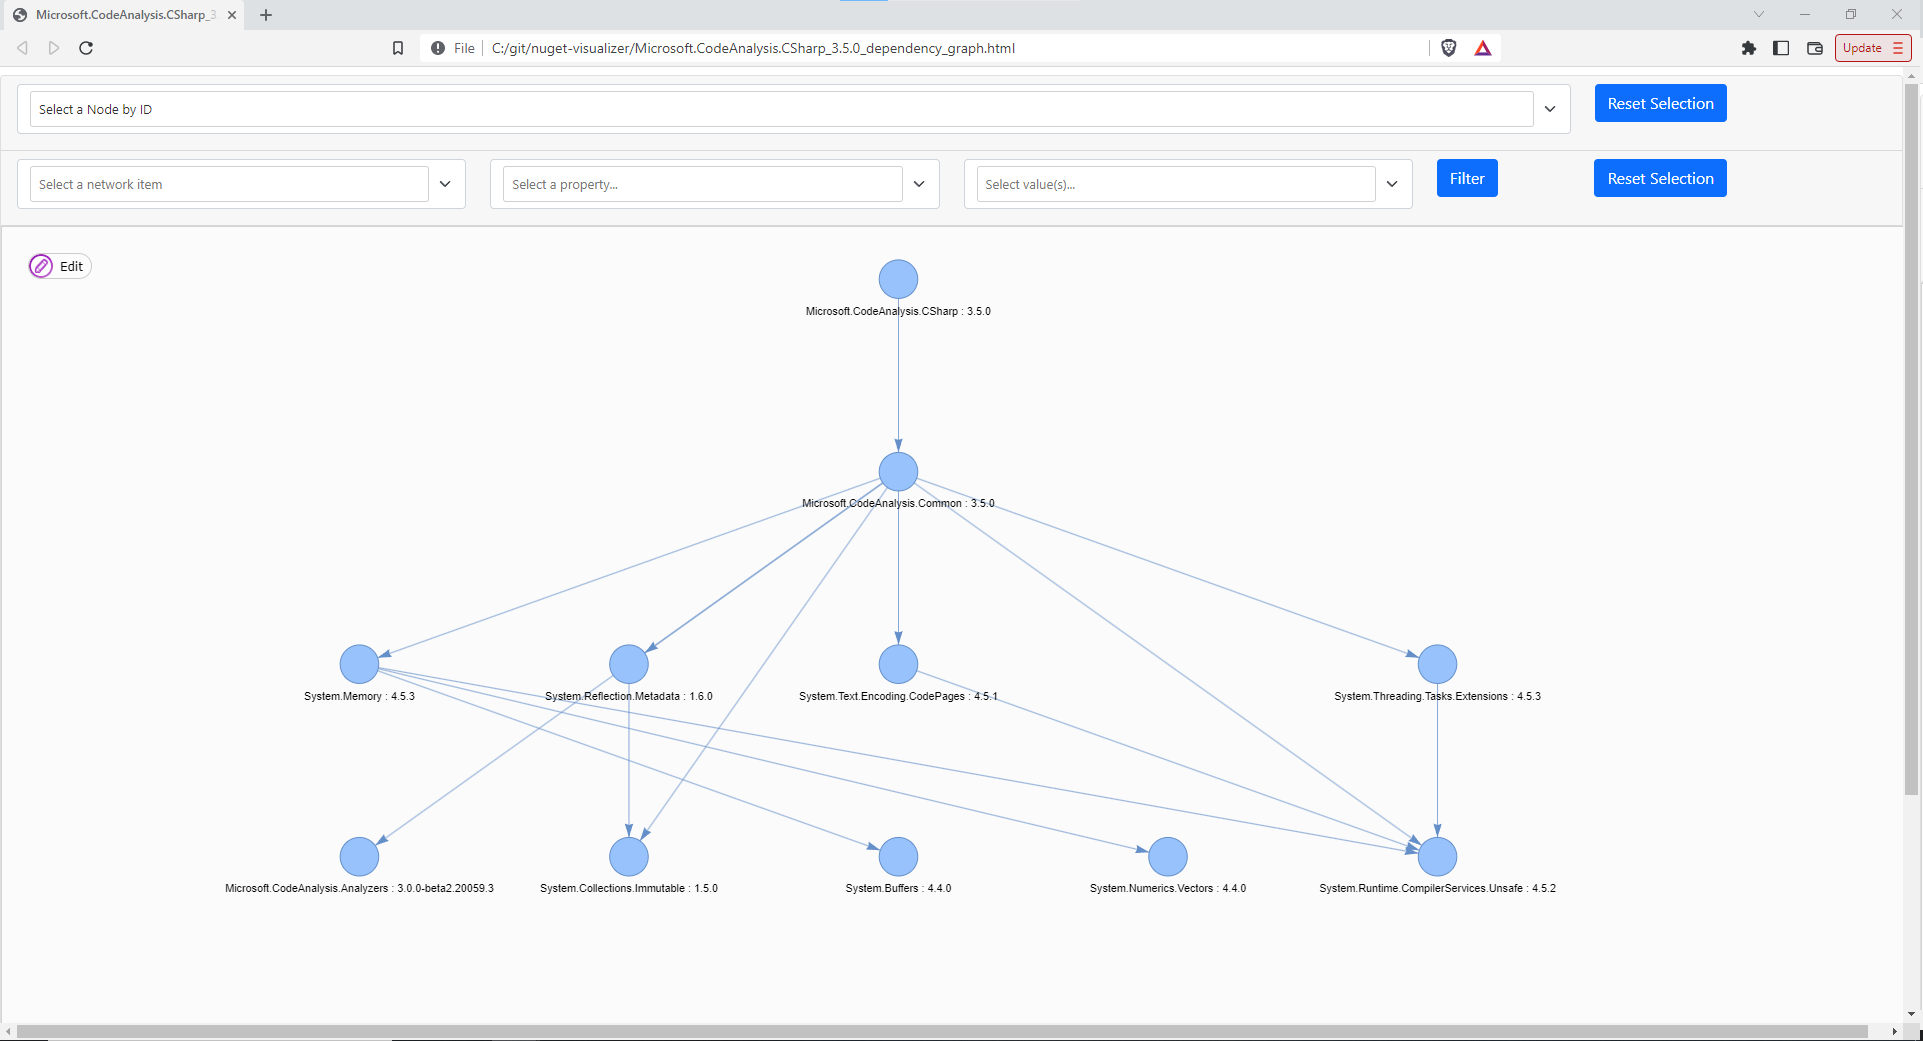 Microsoft.CodeAnalysis.CSharp_3
File C:/git/nuget-visualizer/Microsoft.CodeAnalysis.CSharp_3.5.0_dependency_graph.html Update
Select a Node by ID Reset Selection
Select a network item Select a property... Select value(s)... Filter Reset Selection
Edit
Microsoft.CodeAnalysis.CSharp : 3.5.0
Microsoft.CodeAnalysis.Common : 3.5.0
System.Memory : 4.5.3 System.Reflection.Metadata : 1.6.0 System.Text.Encoding.CodePages : 4.5.1 System.Threading.Tasks.Extensions : 4.5.3
Microsoft.CodeAnalysis.Analyzers : 3.0.0-beta2.20059.3 System.Collections.Immutable : 1.5.0 System.Buffers : 4.4.0 System.Numerics.Vectors : 4.4.0 System.Runtime.CompilerServices.Unsafe : 4.5.2